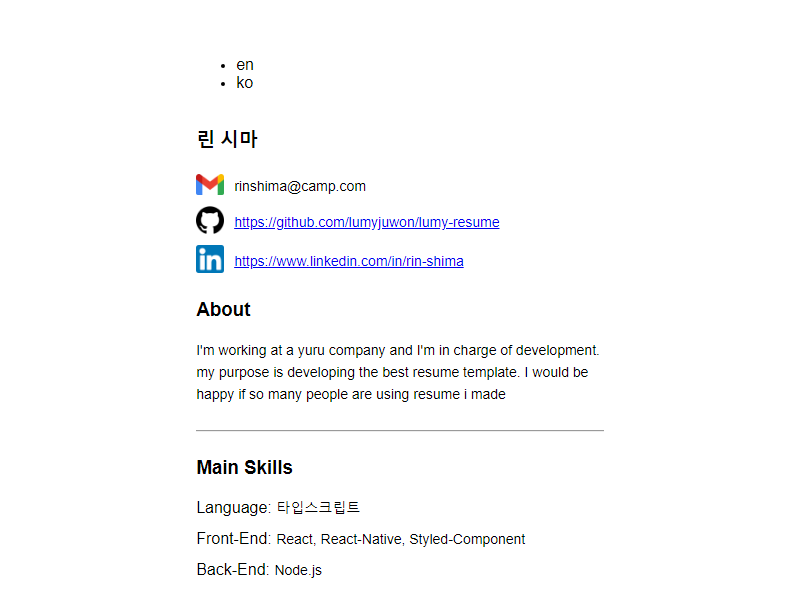 en
ko
린 시마
rinshima@camp.com
https://github.com/lumyjuwon/lumy-resume
in
https://www.linkedin.com/in/rin-shima
About
I'm working at a yuru company and I'm in charge of development.
my purpose is developing the best resume template. I would be
happy if so many people are using resume i made
Main Skills
Language: 타입스크립트
Front-End: React, React-Native, Styled-Component
Back-End: Node.js